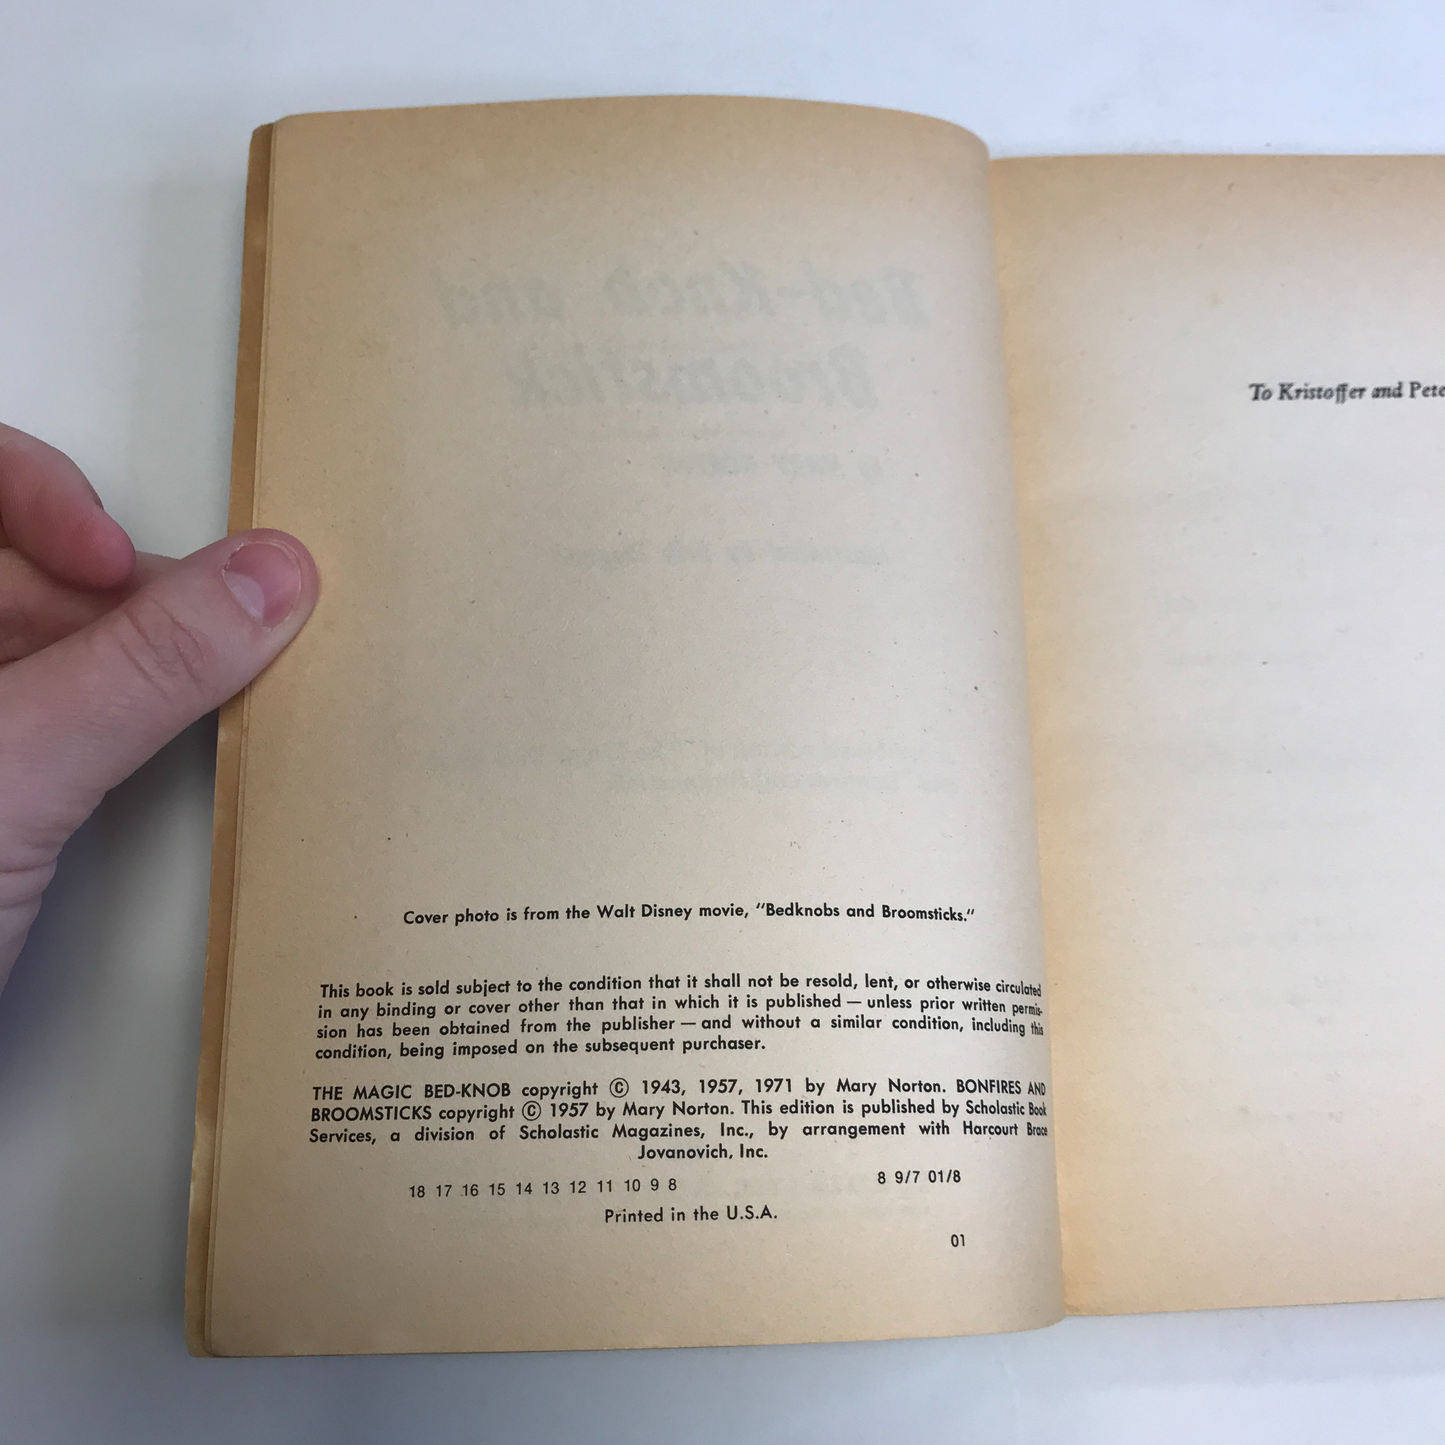 Bed-Knob and
Broomstick
Cover photo is from the Walt Disney movie, "Bedknobs and Broomsticks."
This book is sold subject to the condition that it shall not be resold, lent, or otherwise circulated
in any binding or cover other than that in which it is published — unless prior written permis-
sion has been obtained from the publisher — and without a similar condition, including this
condition, being imposed on the subsequent purchaser.
THE MAGIC BED-KNOB copyright © 1943, 1957, 1971 by Mary Norton. BONFIRES AND
BROOMSTICKS copyright © 1957 by Mary Norton. This edition is published by Scholastic Book
Services, a division of Scholastic Magazines, Inc., by arrangement with Harcourt Brace
Jovanovich, Inc.
18 17 16 15 14 13 12 11 10 9 8 8 9/7 01/8
Printed in the U.S.A.
01
To Kristoffer and Pete